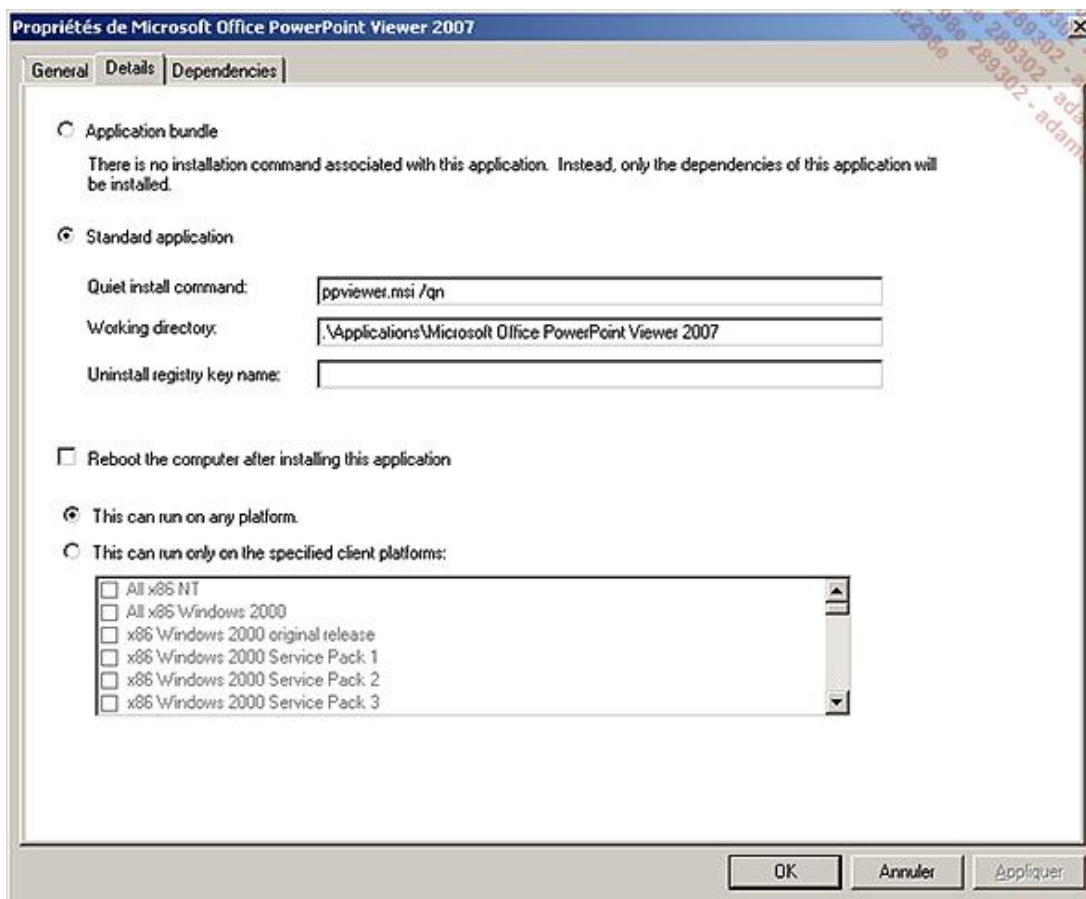 Propriétés de Microsoft Office PowerPoint Viewer 2007
General Details Dependencies
Application bundle
There is no installation command associated with this application. Instead, only the dependencies of this application will
be installed.
Standard application
Quiet install command: ppviewer.msi /qn
Working directory: .\Applications\Microsoft Office PowerPoint Viewer 2007
Uninstall registry key name:
Reboot the computer after installing this application
This can run on any platform.
This can run only on the specified client platforms:
All x86 NT
All x86 Windows 2000
x86 Windows 2000 original release
x86 Windows 2000 Service Pack 1
x86 Windows 2000 Service Pack 2
x86 Windows 2000 Service Pack 3
OK Annuler Appliquer